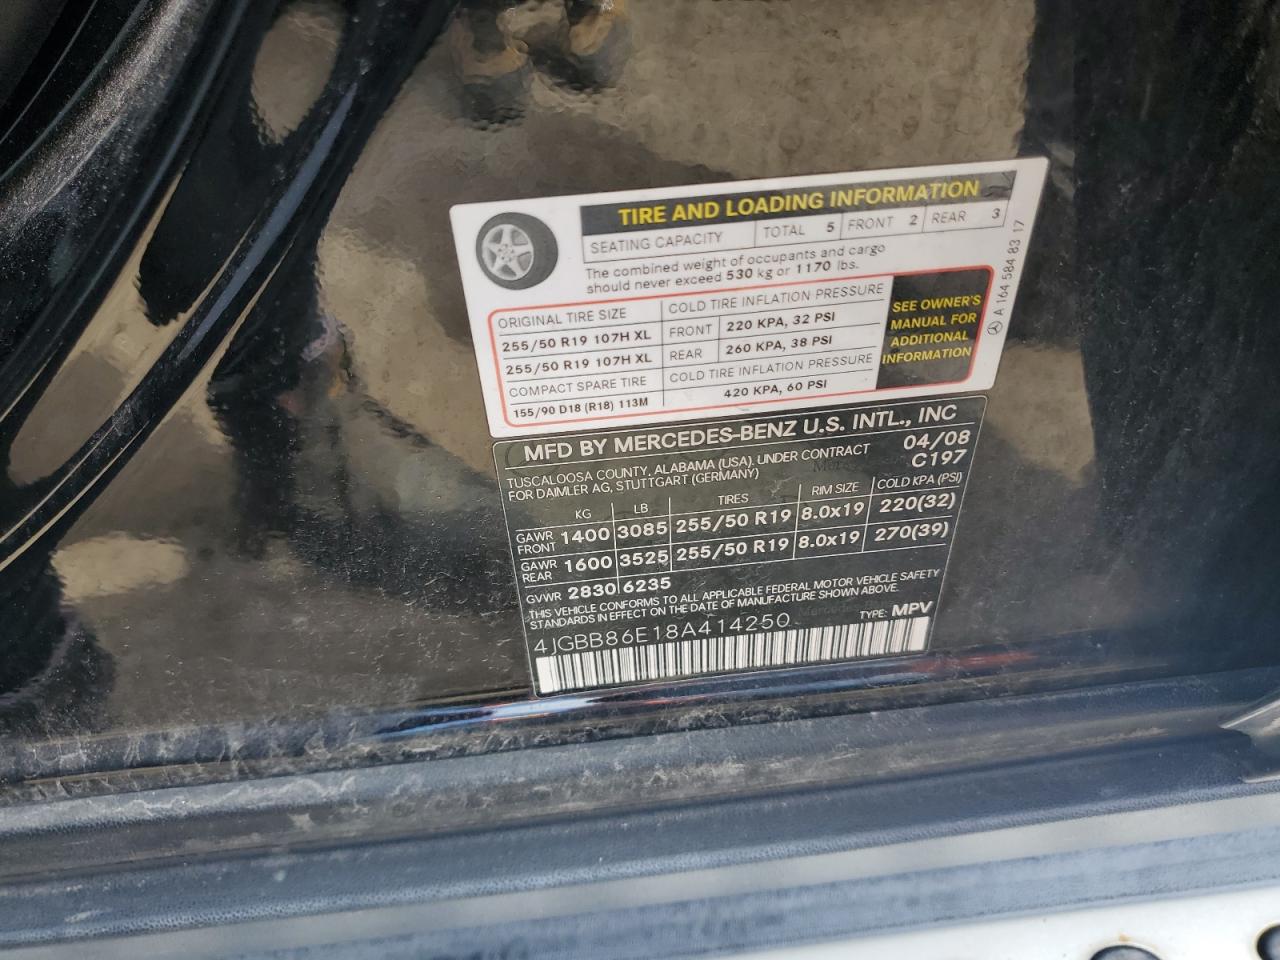 TIRE AND LOADING INFORMATION
SEATING CAPACITY TOTAL 5 FRONT 2 REAR 3
The combined weight of occupants and cargo
should never exceed 530 kg or 1170 lbs.
ORIGINAL TIRE SIZE COLD TIRE INFLATION PRESSURE
255/50 R19 107H XL FRONT 220 KPA, 32 PSI
255/50 R19 107H XL REAR 260 KPA, 38 PSI
COMPACT SPARE TIRE COLD TIRE INFLATION PRESSURE
155/90 D18 (R18) 113M 420 KPA, 60 PSI
SEE OWNER'S
MANUAL FOR
ADDITIONAL
INFORMATION
A 164 584 83 17
MFD BY MERCEDES-BENZ U.S. INTL., INC
TUSCALOOSA COUNTY, ALABAMA (USA), UNDER CONTRACT 04/08
FOR DAIMLER AG, STUTTGART (GERMANY) C197
KG LB TIRES RIM SIZE COLD KPA (PSI)
GAWR FRONT 1400 3085 255/50 R19 8.0x19 220(32)
GAWR REAR 1600 3525 255/50 R19 8.0x19 270(39)
GVWR 2830 6235
THIS VEHICLE CONFORMS TO ALL APPLICABLE FEDERAL MOTOR VEHICLE SAFETY
STANDARDS IN EFFECT ON THE DATE OF MANUFACTURE SHOWN ABOVE.
4JGBB86E18A414250 TYPE: MPV